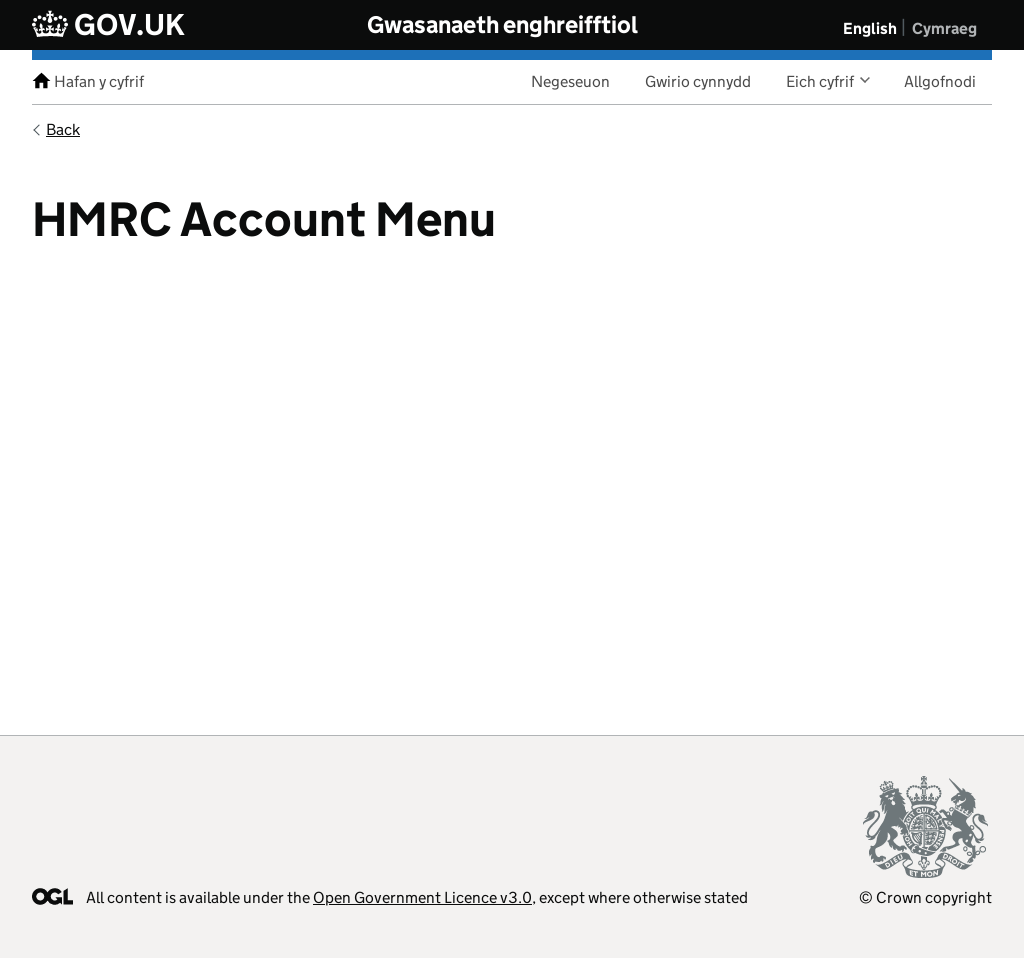 GOV.UK
Gwasanaeth enghreifftiol
English | Cymraeg
Hafan y cyfrif
Negeseuon
Gwirio cynnydd
Eich cyfrif
Allgofnodi
Back
HMRC Account Menu
DIEU ET MON DROIT
OGL
All content is available under the Open Government Licence v3.0, except where otherwise stated
© Crown copyright